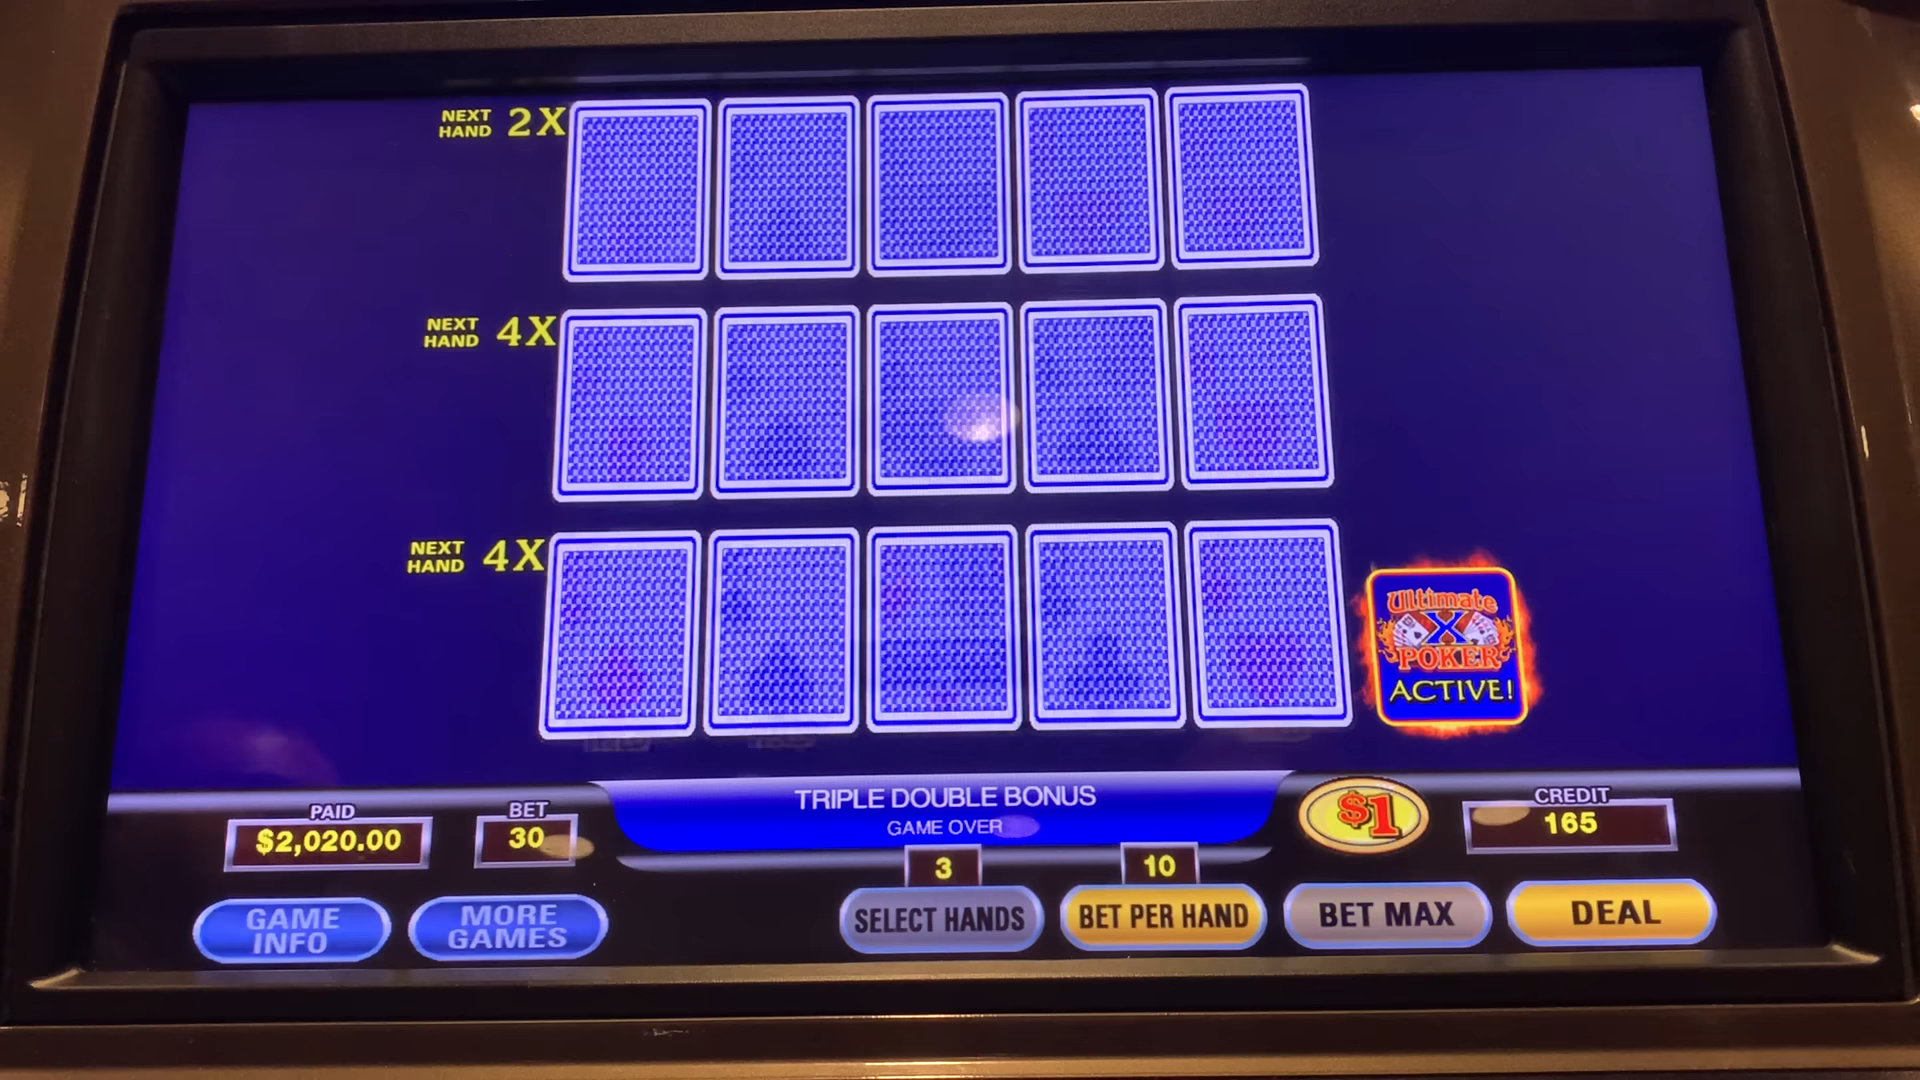 NEXT HAND 2X
NEXT HAND 4X
NEXT HAND 4X
Ultimate
X
POKER
ACTIVE!
TRIPLE DOUBLE BONUS
GAME OVER
PAID
$2,020.00
BET
30
$1
CREDIT
165
3
10
GAME INFO
MORE GAMES
SELECT HANDS
BET PER HAND
BET MAX
DEAL